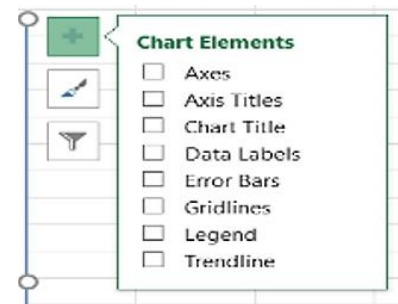 Chart Elements
Axes
Axis Titles
Chart Title
Data Labels
Error Bars
Gridlines
Legend
Trendline